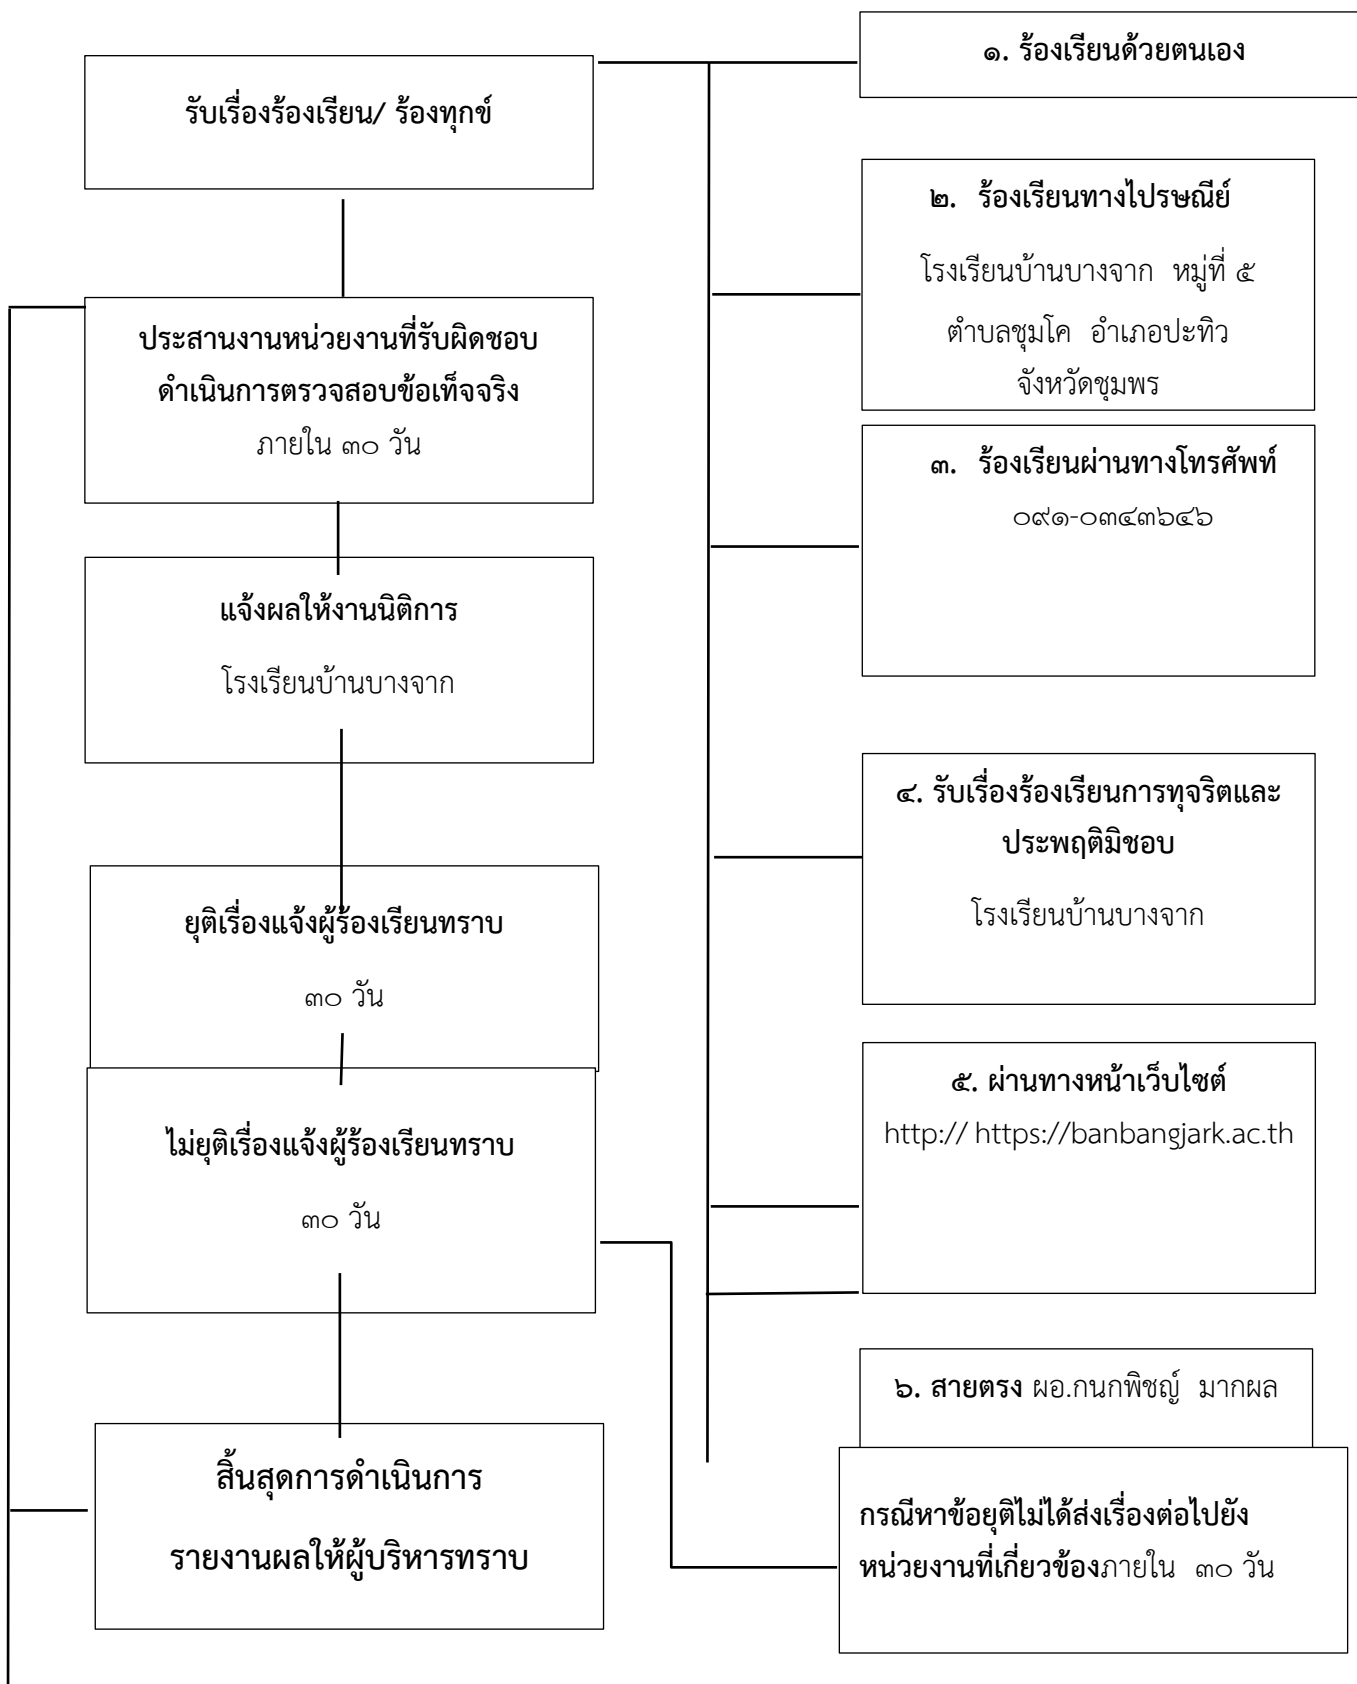 รับเรื่องร้องเรียน/ ร้องทุกข์
ประสานงานหน่วยงานที่รับผิดชอบ
ดำเนินการตรวจสอบข้อเท็จจริง
ภายใน ๓๐ วัน
แจ้งผลให้งานนิติการ
โรงเรียนบ้านบางจาก
ยุติเรื่องแจ้งผู้ร้องเรียนทราบ
๓๐ วัน
ไม่ยุติเรื่องแจ้งผู้ร้องเรียนทราบ
๓๐ วัน
สิ้นสุดการดำเนินการ
รายงานผลให้ผู้บริหารทราบ
๑. ร้องเรียนด้วยตนเอง
๒. ร้องเรียนทางไปรษณีย์
โรงเรียนบ้านบางจาก หมู่ที่ ๕
ตำบลชุมโค อำเภอปะทิว
จังหวัดชุมพร
๓. ร้องเรียนผ่านทางโทรศัพท์
๐๙๑-๐๓๔๓๖๔๖
๔. รับเรื่องร้องเรียนการทุจริตและ
ประพฤติมิชอบ
โรงเรียนบ้านบางจาก
๕. ผ่านทางหน้าเว็บไซต์
http:// https://banbangjark.ac.th
๖. สายตรง ผอ.กนกพิชญ์ มากผล
กรณีหาข้อยุติไม่ได้ส่งเรื่องต่อไปยัง
หน่วยงานที่เกี่ยวข้องภายใน ๓๐ วัน